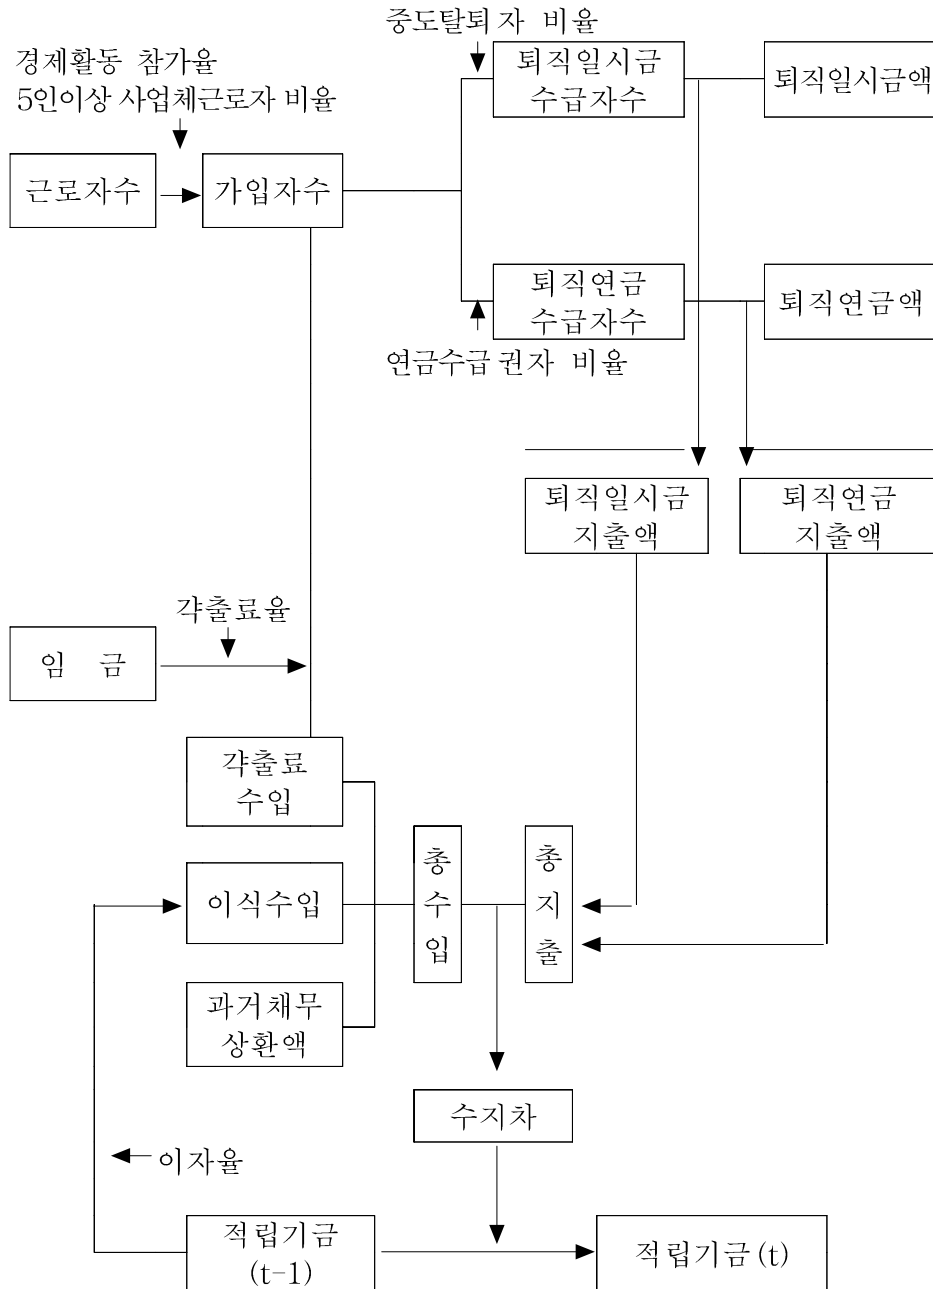 중도탈퇴자 비율
경제활동 참가율
5인이상 사업체근로자 비율
퇴직일시금
수급자수
퇴직일시금액
근로자수
가입자수
퇴직연금
수급자수
퇴직연금액
연금수급권자 비율
퇴직일시금
지출액
퇴직연금
지출액
갹출료율
임 금
갹출료
수입
총수입
총지출
이식수입
과거채무
상환액
수지차
이자율
적립기금
(t-1)
적립기금(t)